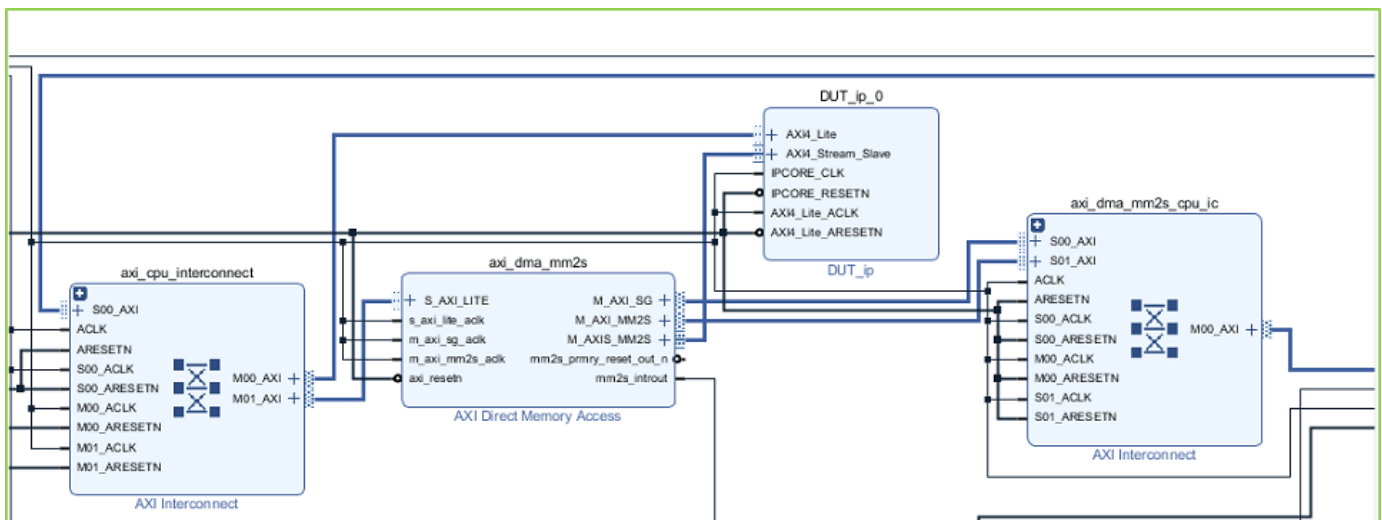 DUT_ip_0
AXI4_Lite
AXI4_Stream_Slave
IPCORE_CLK
IPCORE_RESETN
AXI4_Lite_ACLK
AXI4_Lite_ARESETN
DUT_ip
axi_cpu_interconnect
S00_AXI
ACLK
ARESETN
S00_ACLK
S00_ARESETN
M00_ACLK
M00_ARESETN
M01_ACLK
M01_ARESETN
M00_AXI
M01_AXI
AXI Interconnect
axi_dma_mm2s
S_AXI_LITE
s_axi_lite_aclk
m_axi_sg_aclk
m_axi_mm2s_aclk
axi_resetn
M_AXI_SG
M_AXI_MM2S
M_AXIS_MM2S
mm2s_prmry_reset_out_n
mm2s_introut
AXI Direct Memory Access
axi_dma_mm2s_cpu_ic
S00_AXI
S01_AXI
ACLK
ARESETN
S00_ACLK
S00_ARESETN
M00_ACLK
M00_ARESETN
S01_ACLK
S01_ARESETN
M00_AXI
AXI Interconnect